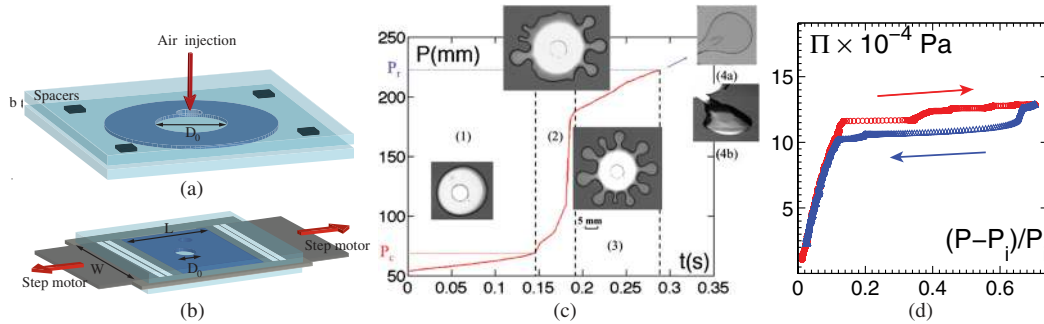 Air injection
Spacers
b
D₀
(a)
L
Step motor
W
D₀
Step motor
(b)
P(mm)
300
250
200
150
100
50
Pᵣ
P꜀
(1)
(2)
(3)
(4a)
(4b)
5 mm
t(s)
0
0.05
0.1
0.15
0.2
0.25
0.3
0.35
(c)
Π × 10⁻⁴ Pa
15
10
5
(P−Pᵢ)/P
0
0.2
0.4
0.6
(d)